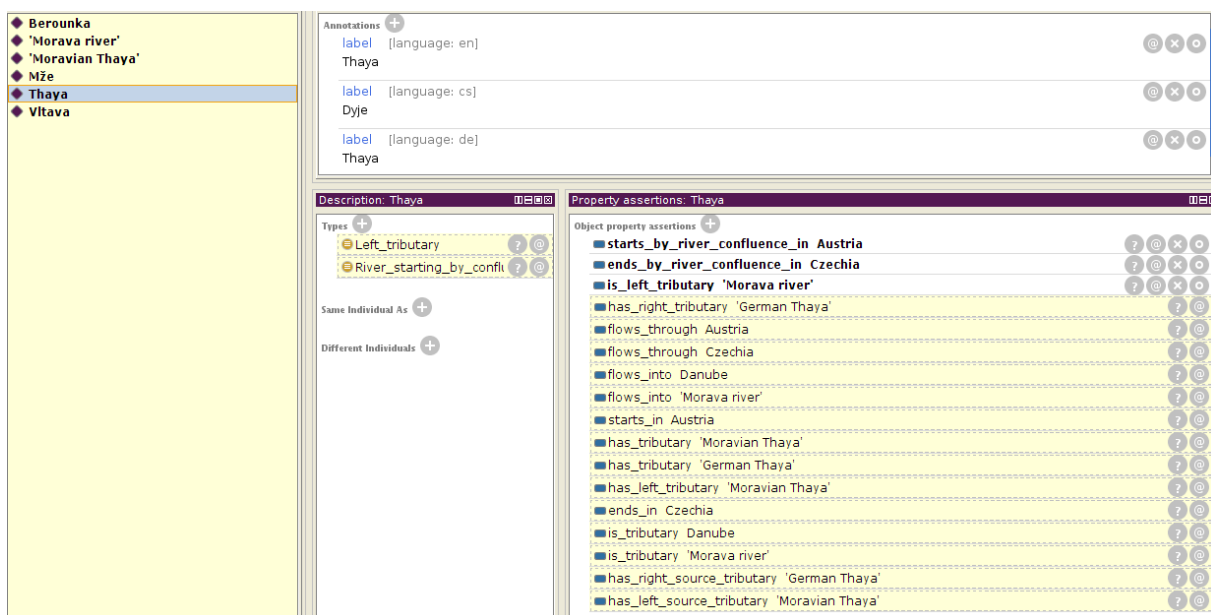 Berounka
'Morava river'
'Moravian Thaya'
Mže
Thaya
Vltava
Annotations
label [language: en]
Thaya
label [language: cs]
Dyje
label [language: de]
Thaya
Description: Thaya
Types
Left_tributary
River_starting_by_conflu
Same Individual As
Different Individuals
Property assertions: Thaya
Object property assertions
starts_by_river_confluence_in Austria
ends_by_river_confluence_in Czechia
is_left_tributary 'Morava river'
has_right_tributary 'German Thaya'
flows_through Austria
flows_through Czechia
flows_into Danube
flows_into 'Morava river'
starts_in Austria
has_tributary 'Moravian Thaya'
has_tributary 'German Thaya'
has_left_tributary 'Moravian Thaya'
ends_in Czechia
is_tributary Danube
is_tributary 'Morava river'
has_right_source_tributary 'German Thaya'
has_left_source_tributary 'Moravian Thaya'